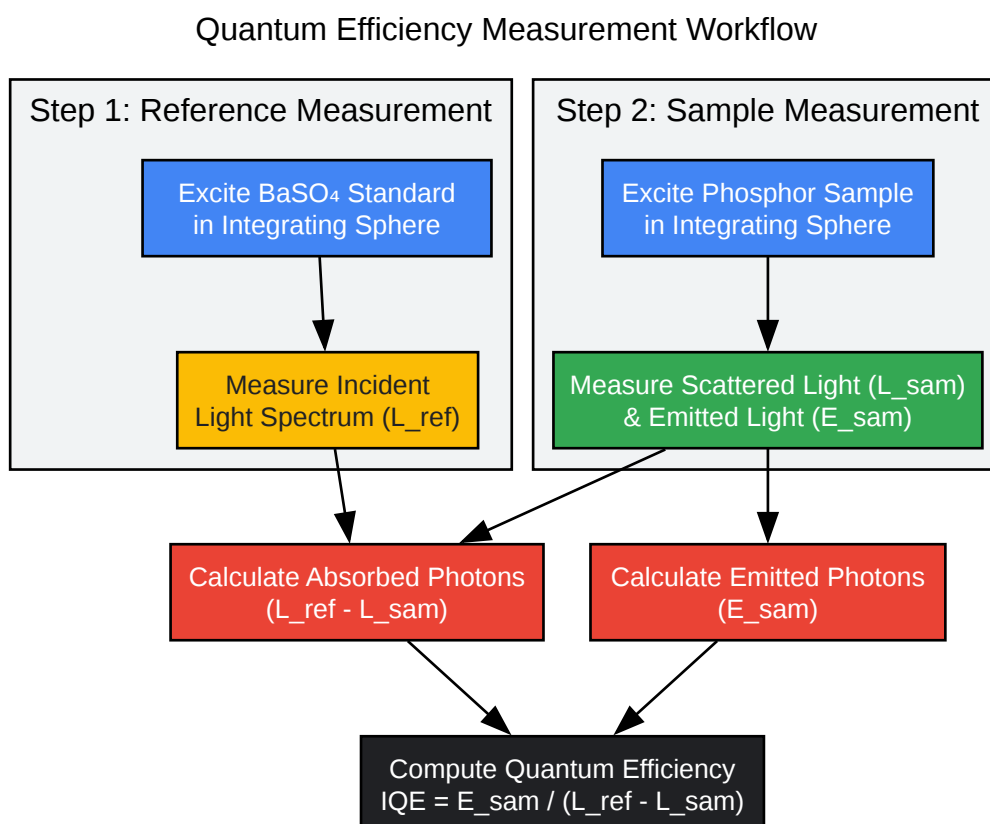 Quantum Efficiency Measurement Workflow
Step 1: Reference Measurement
Excite BaSO₄ Standard
in Integrating Sphere
Measure Incident
Light Spectrum (L_ref)
Step 2: Sample Measurement
Excite Phosphor Sample
in Integrating Sphere
Measure Scattered Light (L_sam)
& Emitted Light (E_sam)
Calculate Absorbed Photons
(L_ref - L_sam)
Calculate Emitted Photons
(E_sam)
Compute Quantum Efficiency
IQE = E_sam / (L_ref - L_sam)